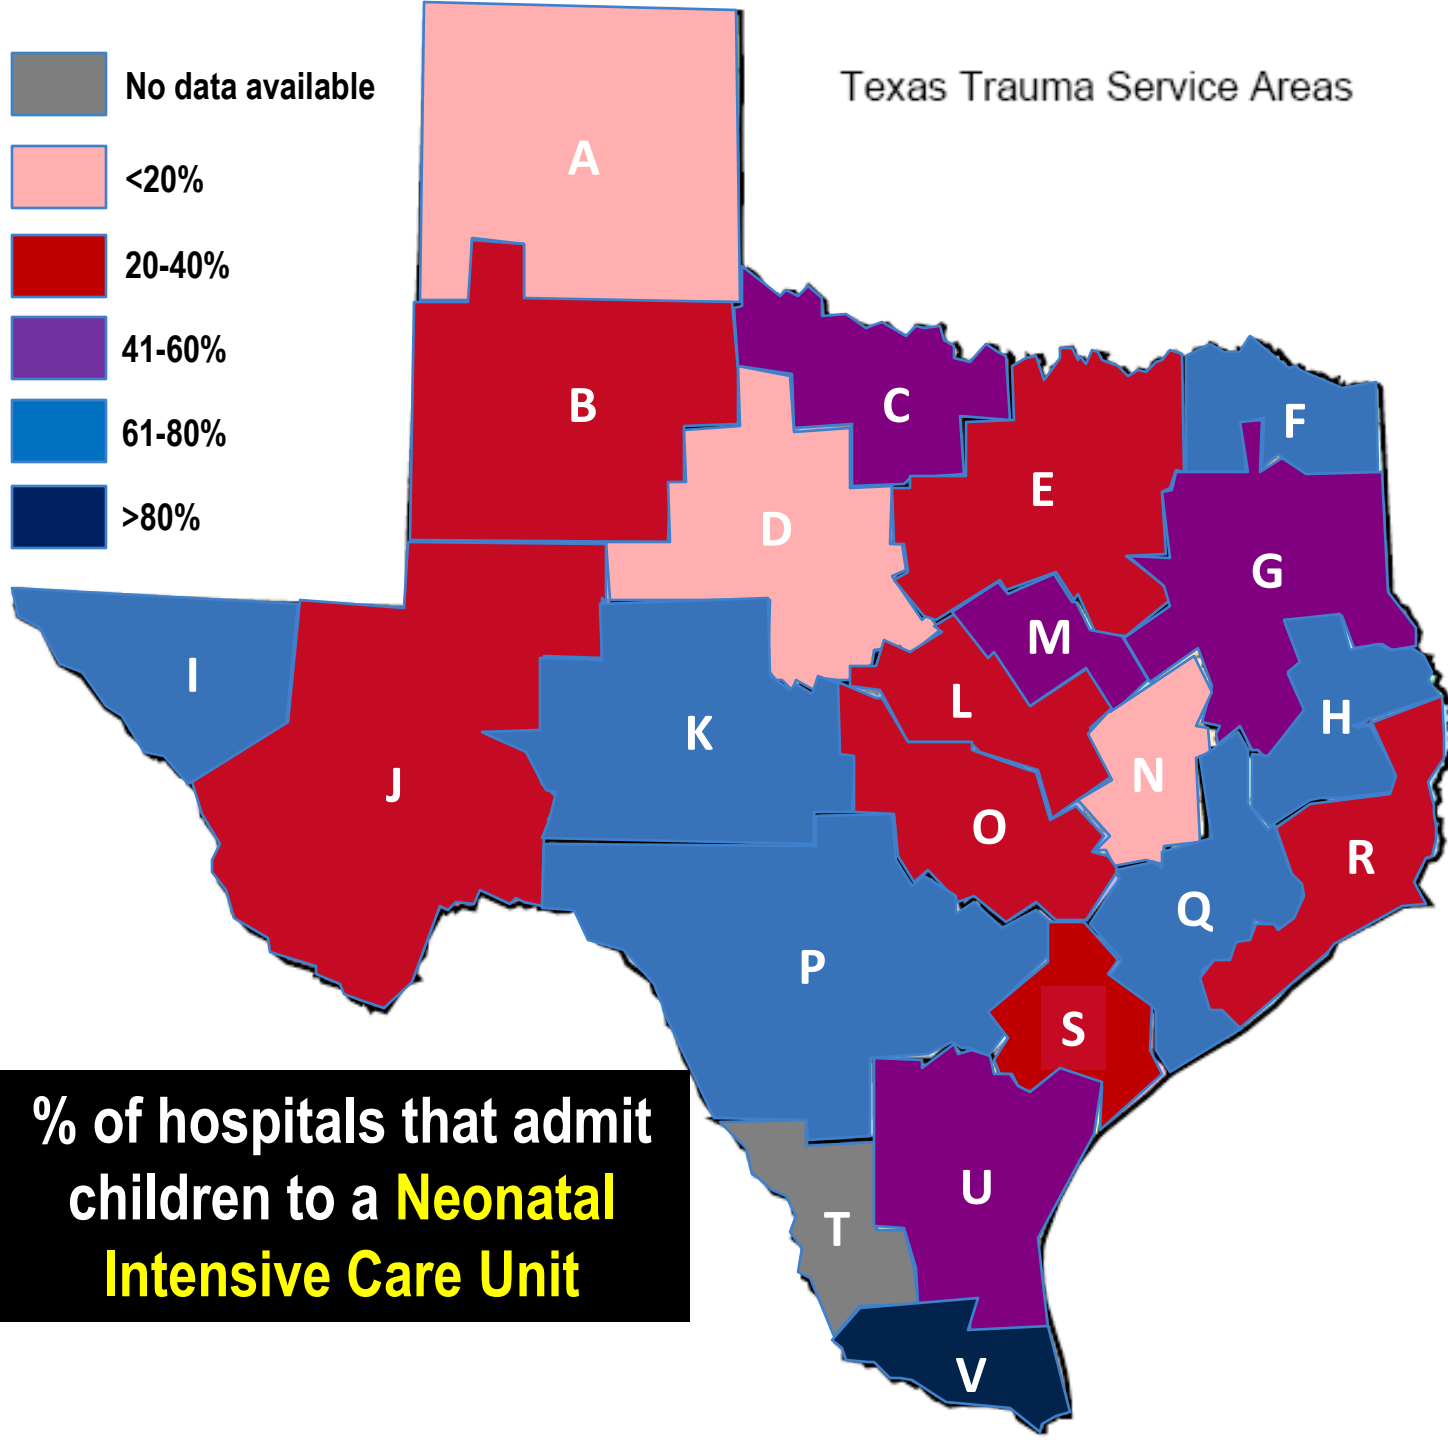 Texas Trauma Service Areas
No data available
<20%
20-40%
41-60%
61-80%
>80%
A
B
C
D
E
F
G
H
I
J
K
L
M
N
O
P
Q
R
S
T
U
V
% of hospitals that admit
children to a Neonatal
Intensive Care Unit